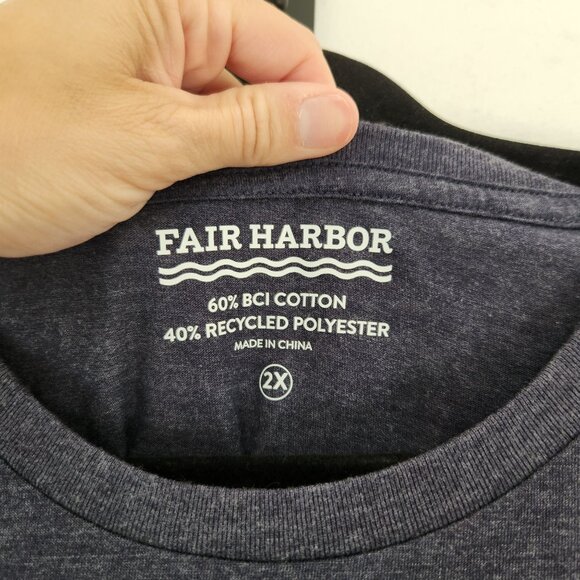 FAIR HARBOR
60% BCI COTTON
40% RECYCLED POLYESTER
MADE IN CHINA
2X